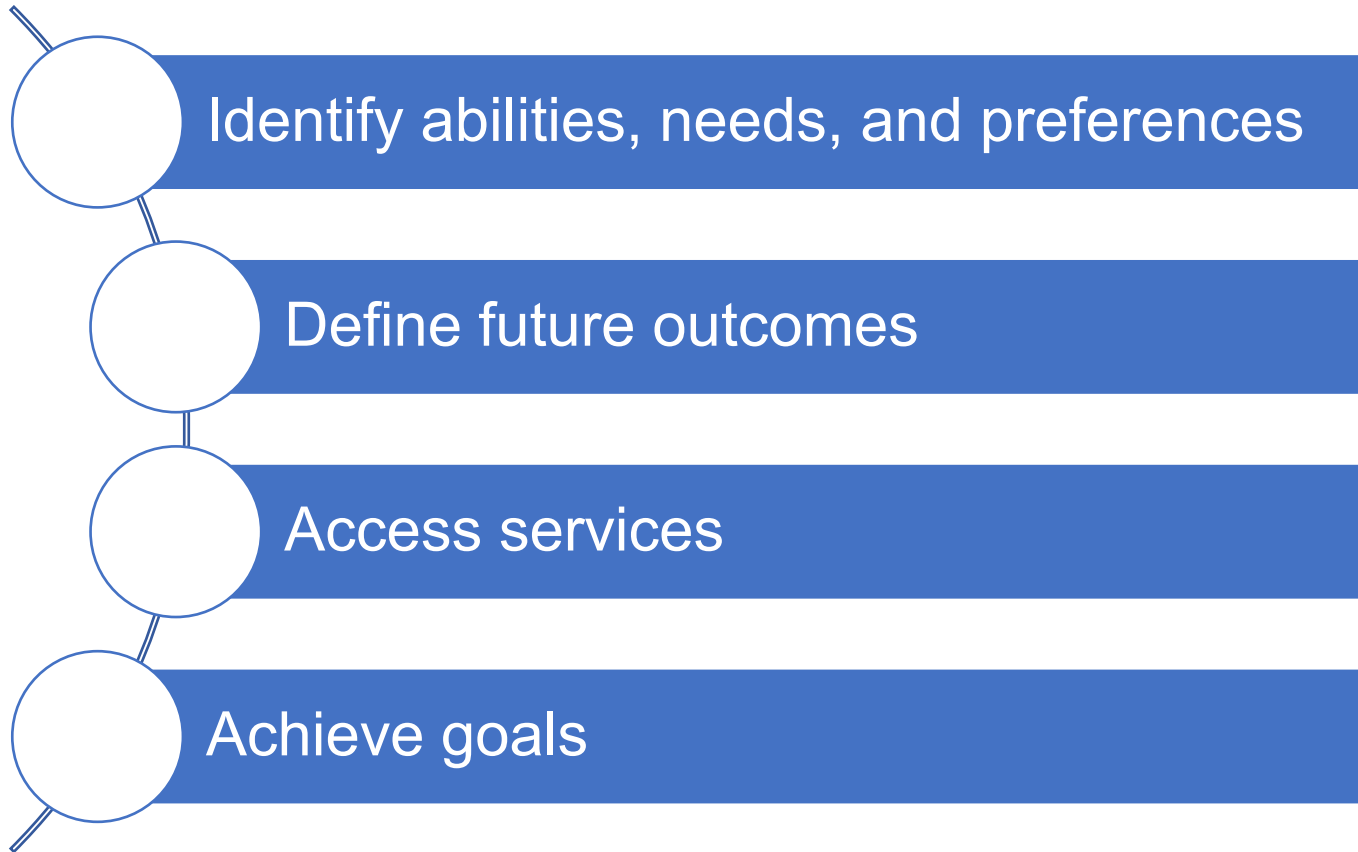 Identify abilities, needs, and preferences
Define future outcomes
Access services
Achieve goals